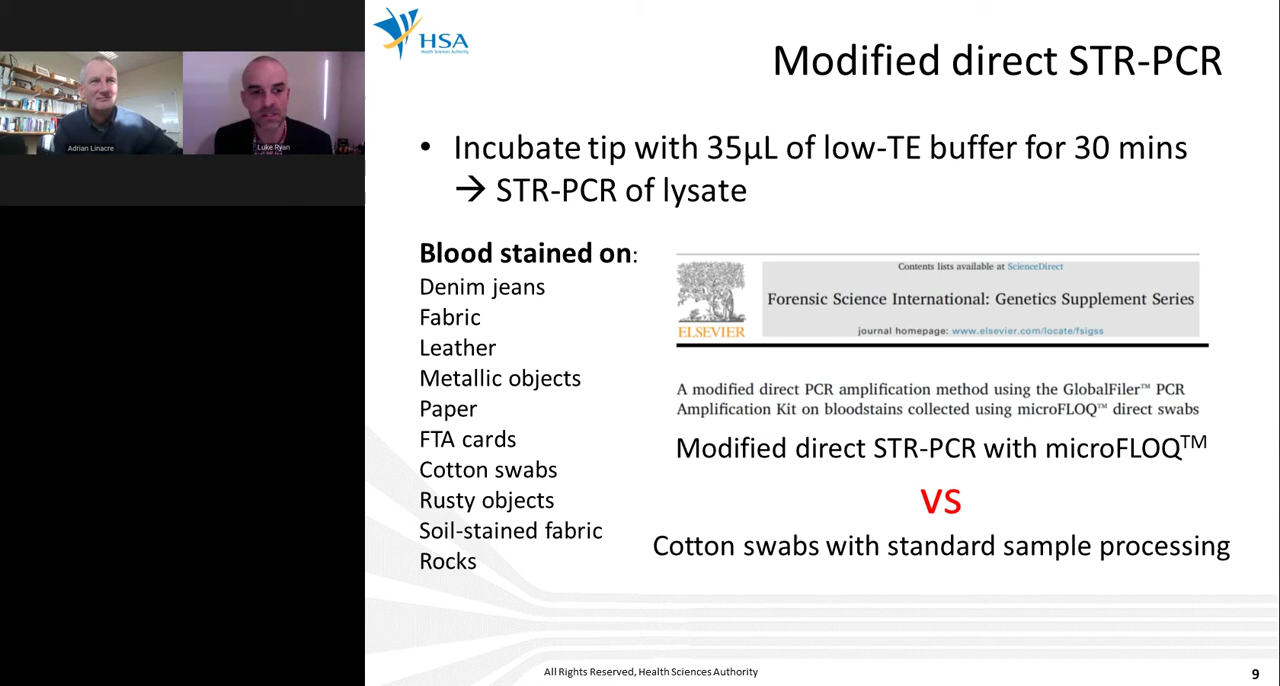 Adrian Linacre
Luke Ryan
HSA
Health Sciences Authority
Modified direct STR-PCR
• Incubate tip with 35µL of low-TE buffer for 30 mins
→ STR-PCR of lysate
Blood stained on:
Denim jeans
Fabric
Leather
Metallic objects
Paper
FTA cards
Cotton swabs
Rusty objects
Soil-stained fabric
Rocks
Contents lists available at ScienceDirect
Forensic Science International: Genetics Supplement Series
journal homepage: www.elsevier.com/locate/fsigss
ELSEVIER
A modified direct PCR amplification method using the GlobalFiler™ PCR
Amplification Kit on bloodstains collected using microFLOQ™ direct swabs
Modified direct STR-PCR with microFLOQ™
VS
Cotton swabs with standard sample processing
All Rights Reserved, Health Sciences Authority
9